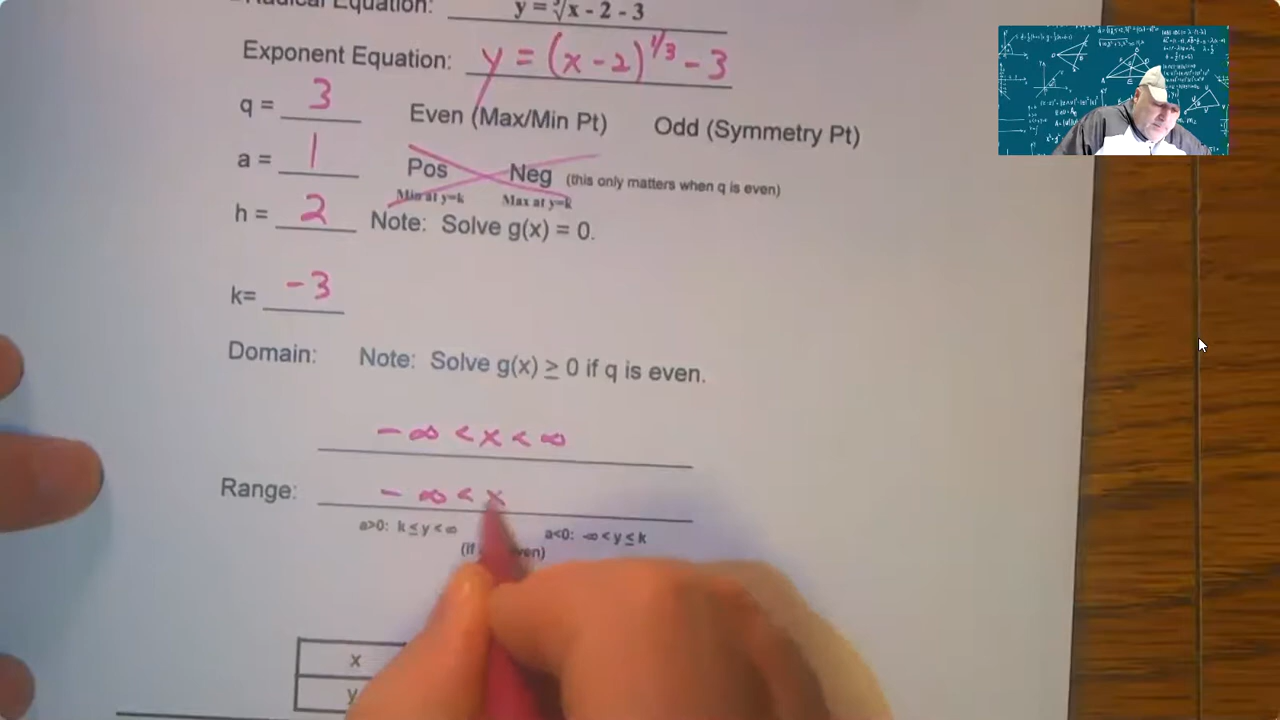 Radical Equation: y = ∛x - 2 - 3
Exponent Equation: y = (x - 2)^1/3 - 3
q = 3 Even (Max/Min Pt) Odd (Symmetry Pt)
a = 1 Pos Neg (this only matters when q is even)
Min at y=k Max at y=k
h = 2 Note: Solve g(x) = 0.
k= -3
Domain: Note: Solve g(x) ≥ 0 if q is even.
- ∞ < x < ∞
Range: - ∞ < x
a>0: k ≤ y < ∞ a<0: -∞ < y ≤ k
(if
x
y